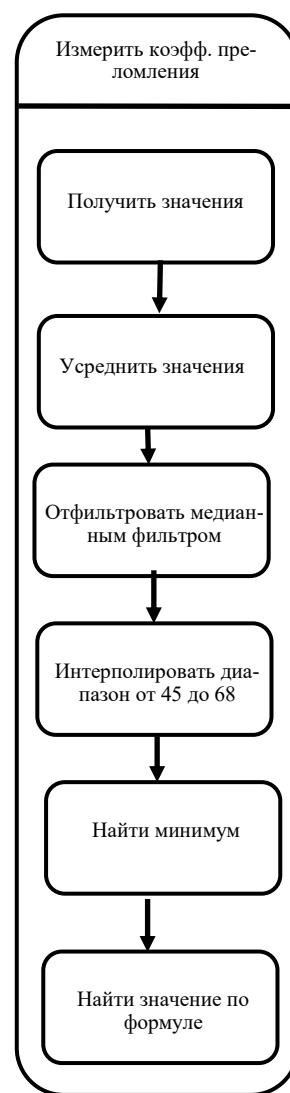 Измерить коэфф. пре-
ломления
Получить значения
Усреднить значения
Отфильтровать медиан-
ным фильтром
Интерполировать диа-
пазон от 45 до 68
Найти минимум
Найти значение по
формуле